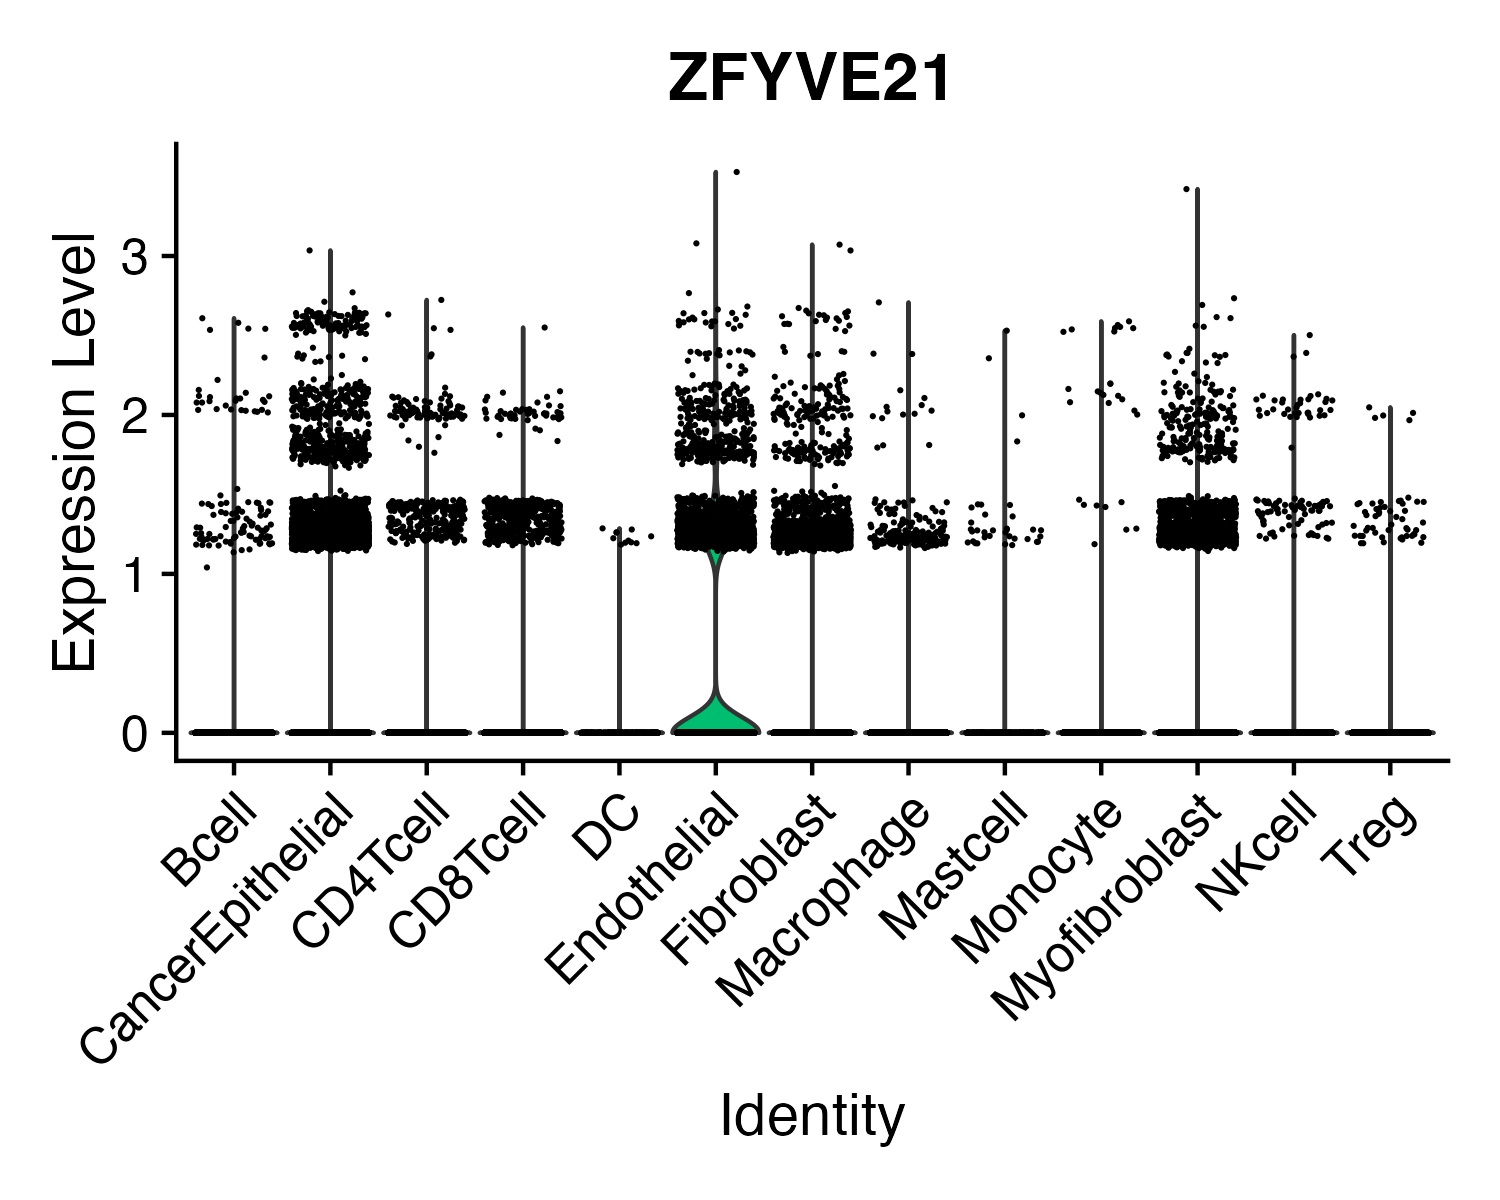 ZFYVE21
Expression Level
3
2
1
0
Bcell
CancerEpithelial
CD4Tcell
CD8Tcell
DC
Endothelial
Fibroblast
Macrophage
Mastcell
Monocyte
Myofibroblast
NKcell
Treg
Identity